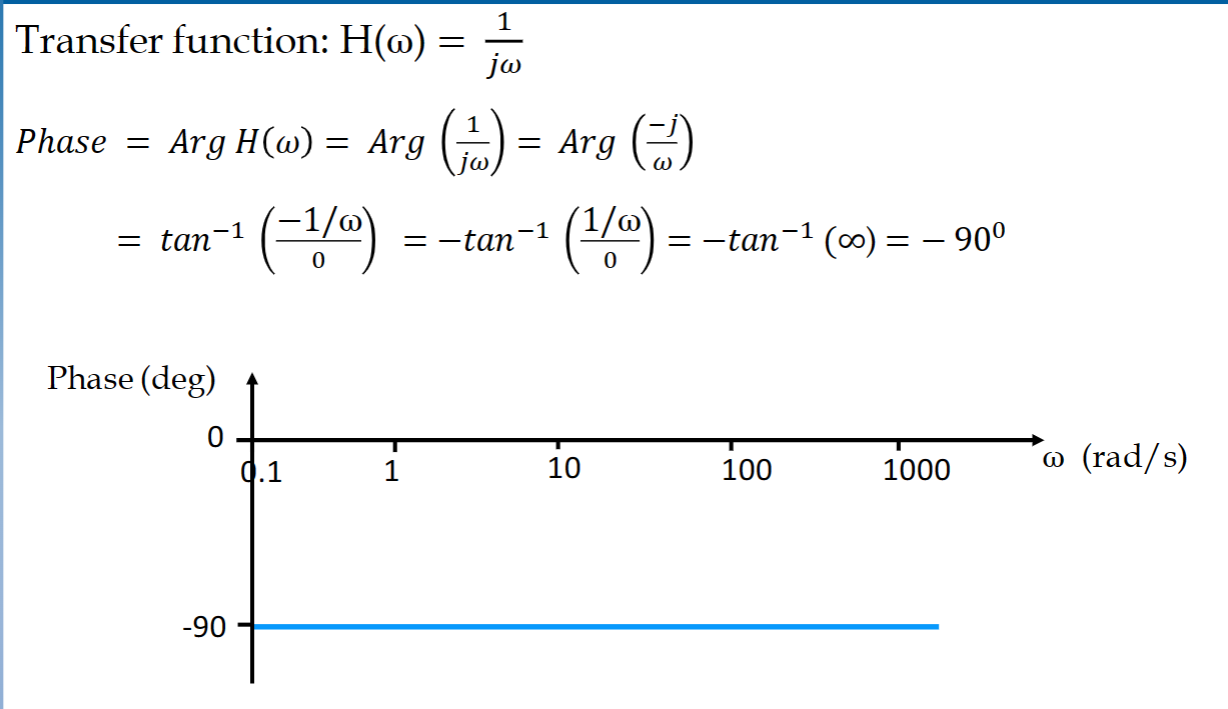 Transfer function: H(ω) = 1/jω
Phase = Arg H(ω) = Arg (1/jω) = Arg (−j/ω)
= tan⁻¹ ((−1/ω)/0) = −tan⁻¹ ((1/ω)/0) = −tan⁻¹ (∞) = − 90⁰
Phase (deg)
0
0.1 1 10 100 1000 ω (rad/s)
-90